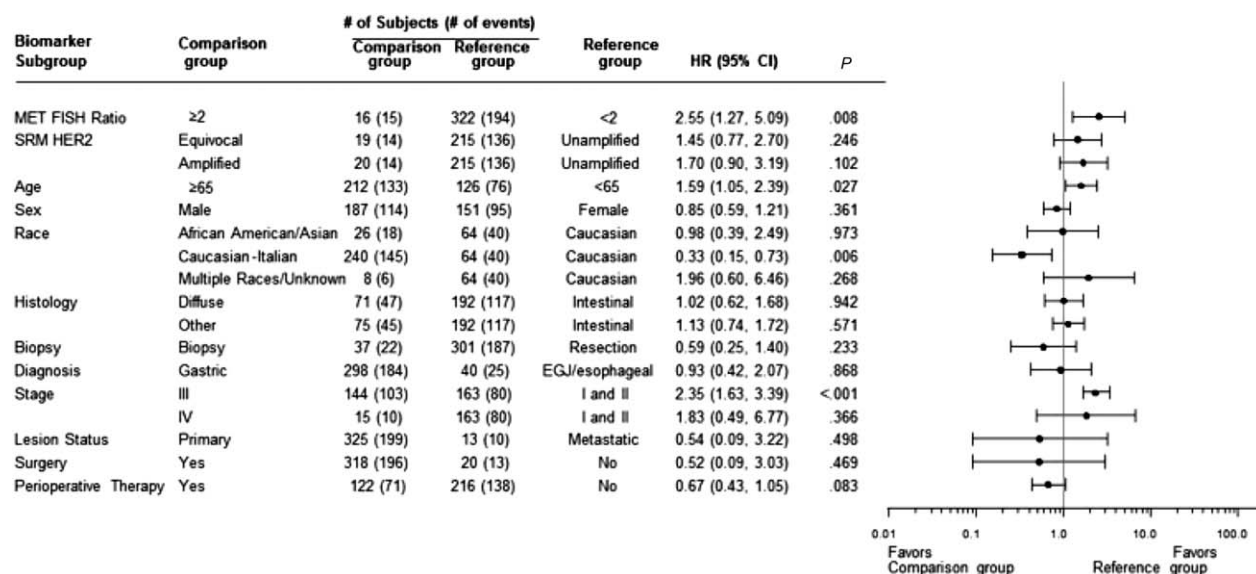 # of Subjects (# of events)
Biomarker Subgroup Comparison group Comparison group Reference group Reference group HR (95% CI) P
MET FISH Ratio ≥2 16 (15) 322 (194) <2 2.55 (1.27, 5.09) .008
SRM HER2 Equivocal 19 (14) 215 (136) Unamplified 1.45 (0.77, 2.70) .246
Amplified 20 (14) 215 (136) Unamplified 1.70 (0.90, 3.19) .102
Age ≥65 212 (133) 126 (76) <65 1.59 (1.05, 2.39) .027
Sex Male 187 (114) 151 (95) Female 0.85 (0.59, 1.21) .361
Race African American/Asian 26 (18) 64 (40) Caucasian 0.98 (0.39, 2.49) .973
Caucasian-Italian 240 (145) 64 (40) Caucasian 0.33 (0.15, 0.73) .006
Multiple Races/Unknown 8 (6) 64 (40) Caucasian 1.96 (0.60, 6.46) .268
Histology Diffuse 71 (47) 192 (117) Intestinal 1.02 (0.62, 1.68) .942
Other 75 (45) 192 (117) Intestinal 1.13 (0.74, 1.72) .571
Biopsy Biopsy 37 (22) 301 (187) Resection 0.59 (0.25, 1.40) .233
Diagnosis Gastric 298 (184) 40 (25) EGJ/esophageal 0.93 (0.42, 2.07) .868
Stage III 144 (103) 163 (80) I and II 2.35 (1.63, 3.39) <.001
IV 15 (10) 163 (80) I and II 1.83 (0.49, 6.77) .366
Lesion Status Primary 325 (199) 13 (10) Metastatic 0.54 (0.09, 3.22) .498
Surgery Yes 318 (196) 20 (13) No 0.52 (0.09, 3.03) .469
Perioperative Therapy Yes 122 (71) 216 (138) No 0.67 (0.43, 1.05) .083
0.01 0.1 1.0 10.0 100.0
Favors Favors
Comparison group Reference group